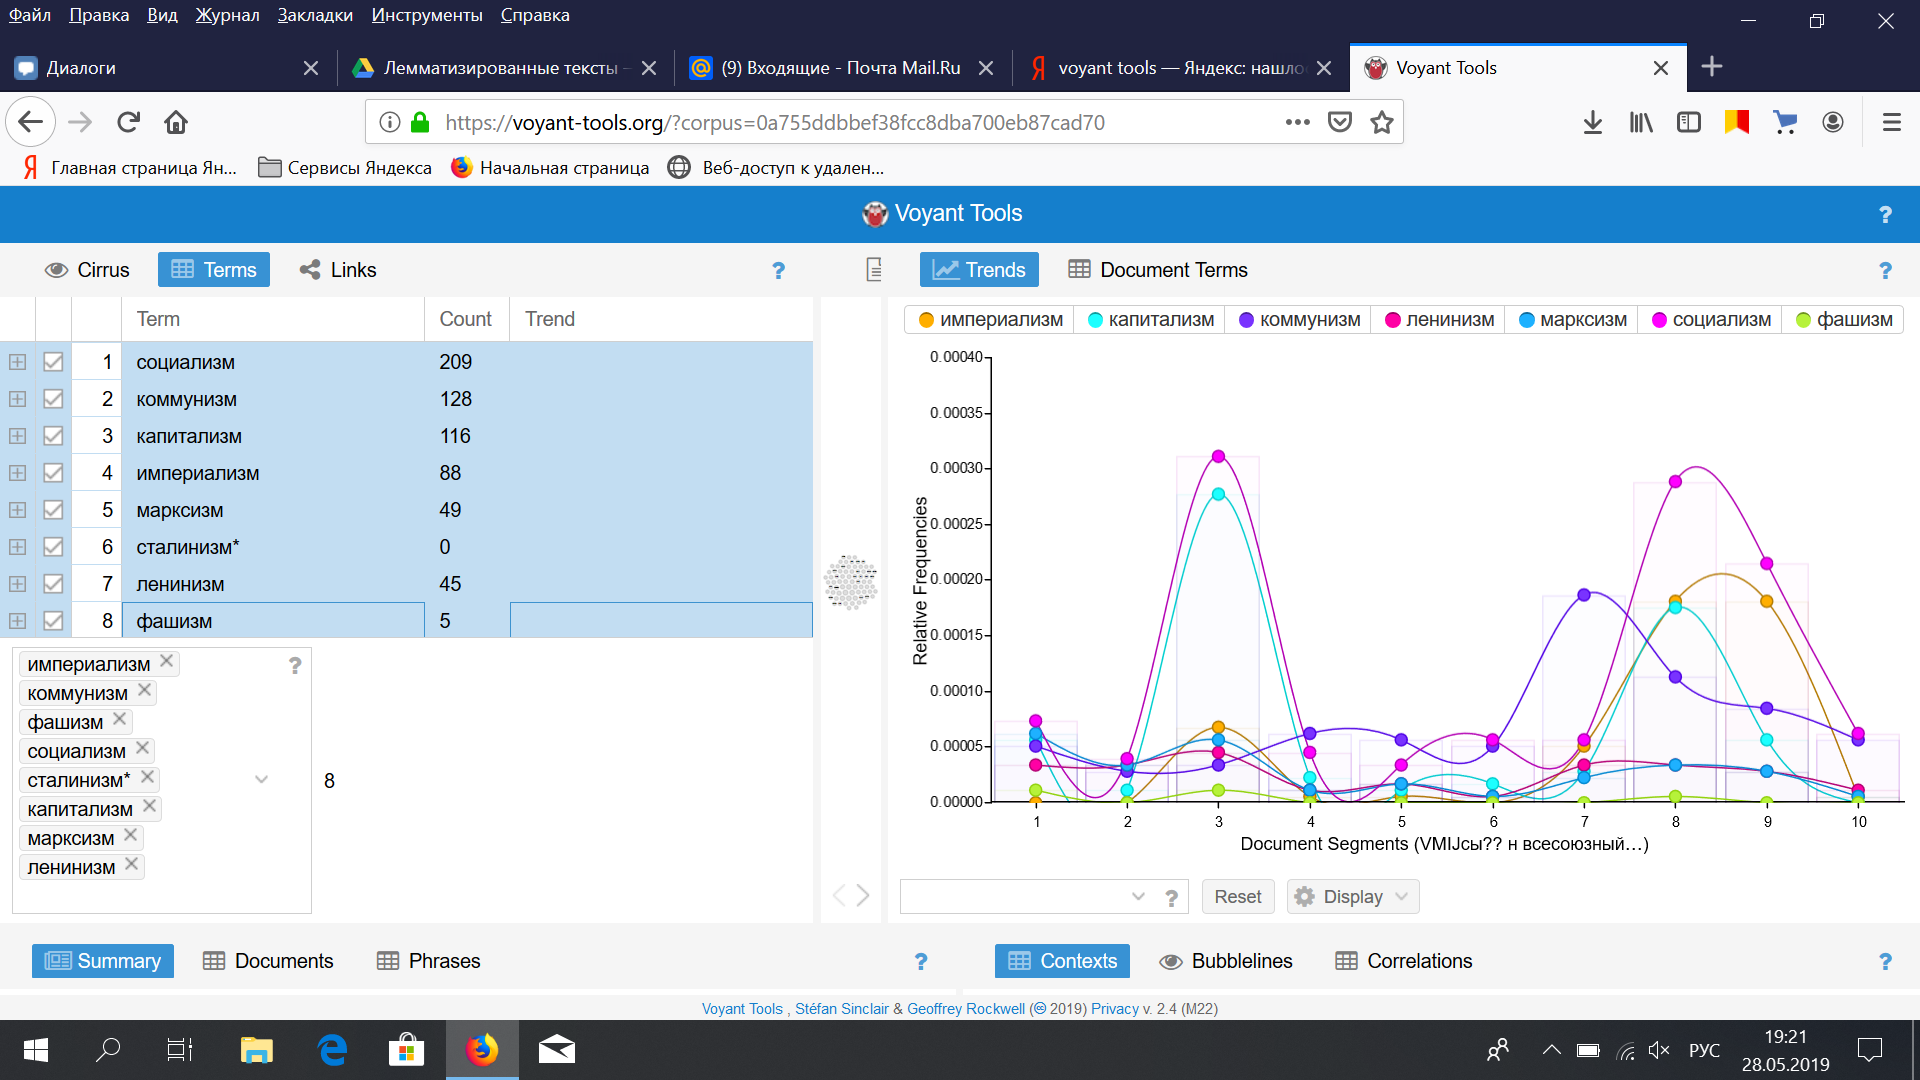 Файл Правка Вид Журнал Закладки Инструменты Справка
Диалоги
Лемматизированные тексты -
(9) Входящие - Почта Mail.Ru
voyant tools — Яндекс: нашло
Voyant Tools
https://voyant-tools.org/?corpus=0a755ddbbef38fcc8dba700eb87cad70
Главная страница Ян...
Сервисы Яндекса
Начальная страница
Веб-доступ к удален...
Voyant Tools
?
Cirrus Terms Links ?
Trends Document Terms ?
Term Count Trend
1 социализм 209
2 коммунизм 128
3 капитализм 116
4 империализм 88
5 марксизм 49
6 сталинизм* 0
7 ленинизм 45
8 фашизм 5
империализм
?
коммунизм
фашизм
социализм
сталинизм*
8
капитализм
марксизм
ленинизм
империализм капитализм коммунизм ленинизм марксизм социализм фашизм
0.00040
0.00035
0.00030
0.00025
0.00020
0.00015
0.00010
0.00005
0.00000
Relative Frequencies
1 2 3 4 5 6 7 8 9 10
Document Segments (VMIJсы?? н всесоюзный...)
? Reset Display
Summary Documents Phrases ?
Contexts Bubblelines Correlations ?
Voyant Tools , Stéfan Sinclair & Geoffrey Rockwell (🄯 2019) Privacy v. 2.4 (M22)
РУС
19:21
28.05.2019